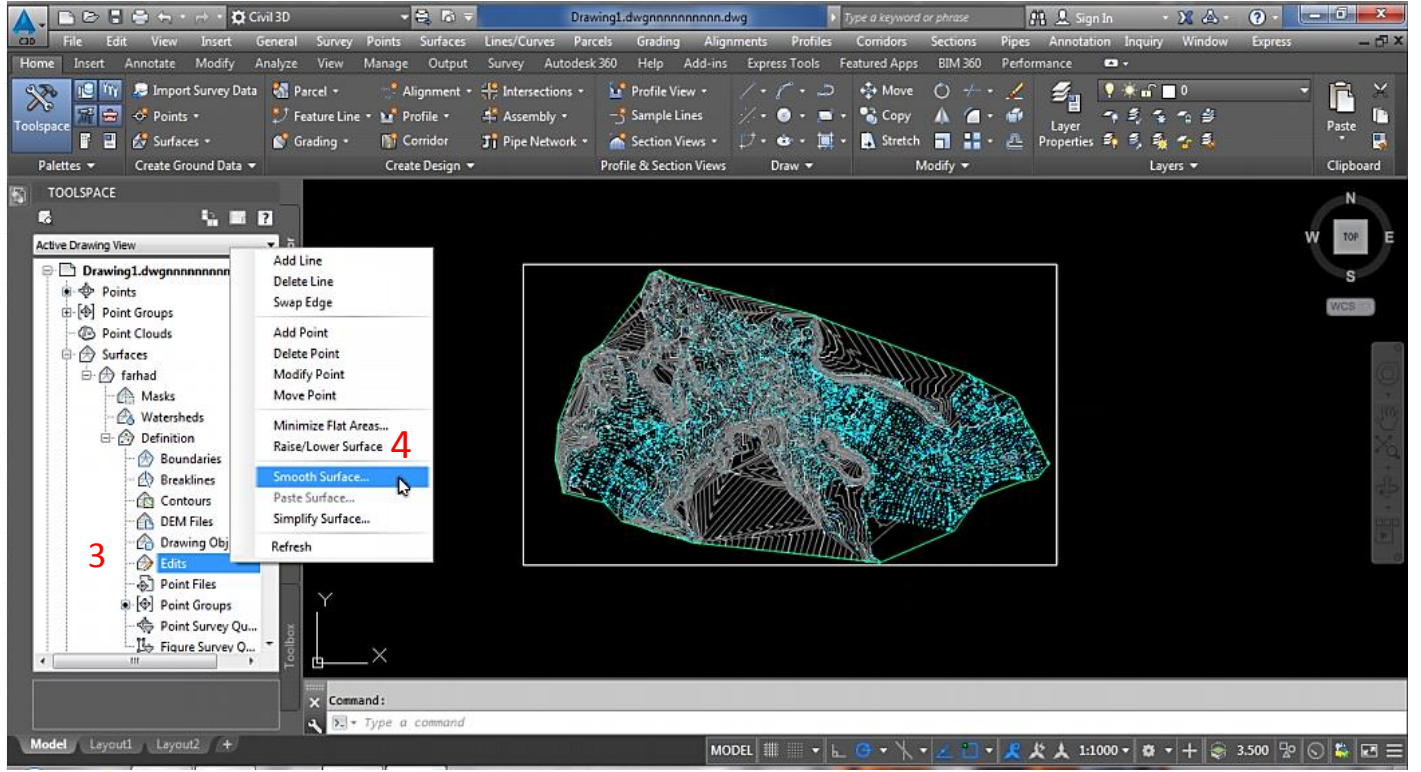 Civil 3D Drawing1.dwgnnnnnnnnnn.dwg Type a keyword or phrase Sign In
C3D File Edit View Insert General Survey Points Surfaces Lines/Curves Parcels Grading Alignments Profiles Corridors Sections Pipes Annotation Inquiry Window Express
Home Insert Annotate Modify Analyze View Manage Output Survey Autodesk 360 Help Add-ins Express Tools Featured Apps BIM 360 Performance
Import Survey Data Parcel Alignment Intersections Profile View Move 0
Points Feature Line Profile Assembly Sample Lines Copy
Toolspace Layer Paste
Surfaces Grading Corridor Pipe Network Section Views Stretch Properties
Palettes Create Ground Data Create Design Profile & Section Views Draw Modify Layers Clipboard
TOOLSPACE
Active Drawing View
Drawing1.dwgnnnnnnnnn
Points
Point Groups
Point Clouds
Surfaces
farhad
Masks
Watersheds
Definition
Boundaries
Breaklines
Contours
DEM Files
Drawing Obj
3 Edits
Point Files
Point Groups
Point Survey Qu...
Figure Survey Q...
Toolbox
Add Line
Delete Line
Swap Edge
Add Point
Delete Point
Modify Point
Move Point
Minimize Flat Areas...
Raise/Lower Surface 4
Smooth Surface...
Paste Surface...
Simplify Surface...
Refresh
N
W TOP E
S
WCS
Y
X
Command:
Type a command
Model Layout1 Layout2 + MODEL 1:1000 3.500